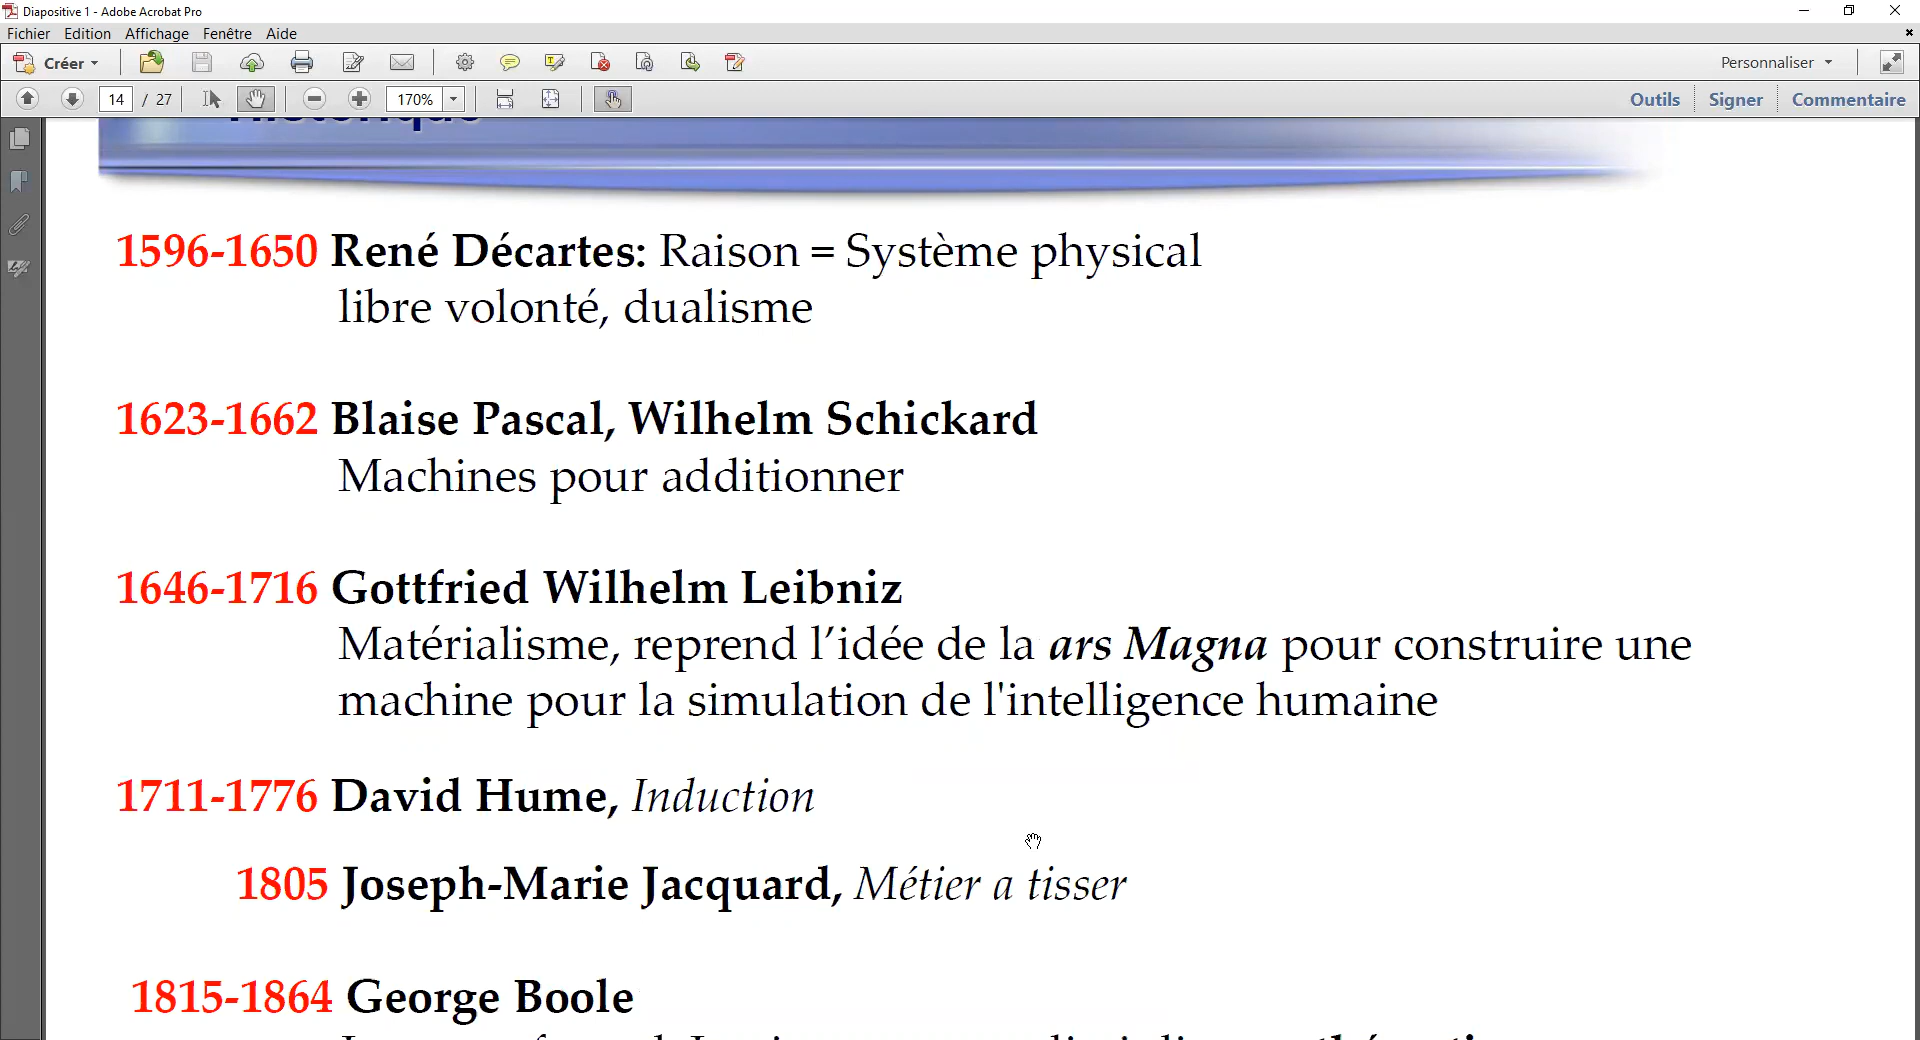 Diapositive 1 - Adobe Acrobat Pro
Fichier Edition Affichage Fenêtre Aide
Créer
Personnaliser
14 / 27
170%
Outils Signer Commentaire
Historique
1596-1650 René Décartes: Raison = Système physical
libre volonté, dualisme
1623-1662 Blaise Pascal, Wilhelm Schickard
Machines pour additionner
1646-1716 Gottfried Wilhelm Leibniz
Matérialisme, reprend l’idée de la ars Magna pour construire une
machine pour la simulation de l'intelligence humaine
1711-1776 David Hume, Induction
1805 Joseph-Marie Jacquard, Métier a tisser
1815-1864 George Boole